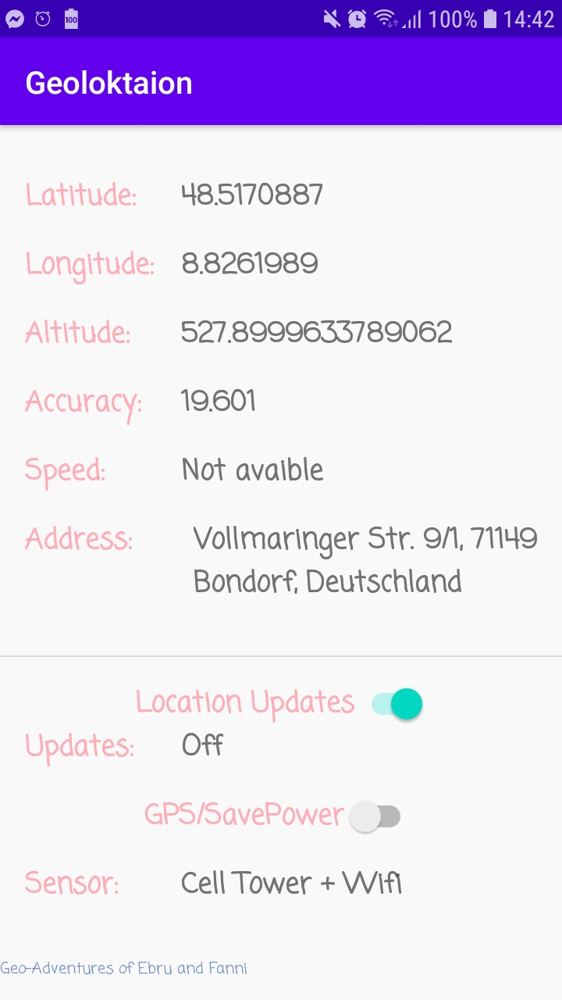 100 100% 14:42
Geoloktaion
Latitude: 48.5170887
Longitude: 8.8261989
Altitude: 527.8999633789062
Accuracy: 19.601
Speed: Not avaible
Address: Vollmaringer Str. 9/1, 71149
Bondorf, Deutschland
Location Updates
Updates: Off
GPS/SavePower
Sensor: Cell Tower + Wifi
Geo-Adventures of Ebru and Fanni